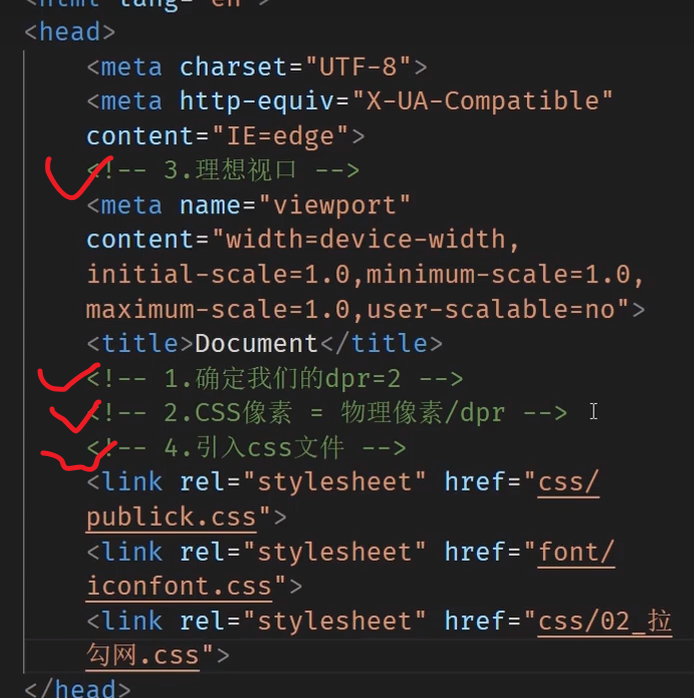 <html lang="en">
<head>
<meta charset="UTF-8">
<meta http-equiv="X-UA-Compatible"
content="IE=edge">
<!-- 3.理想视口 -->
<meta name="viewport"
content="width=device-width,
initial-scale=1.0,minimum-scale=1.0,
maximum-scale=1.0,user-scalable=no">
<title>Document</title>
<!-- 1.确定我们的dpr=2 -->
<!-- 2.CSS像素 = 物理像素/dpr -->
<!-- 4.引入css文件 -->
<link rel="stylesheet" href="css/
publick.css">
<link rel="stylesheet" href="font/
iconfont.css">
<link rel="stylesheet" href="css/02_拉
勾网.css">
</head>